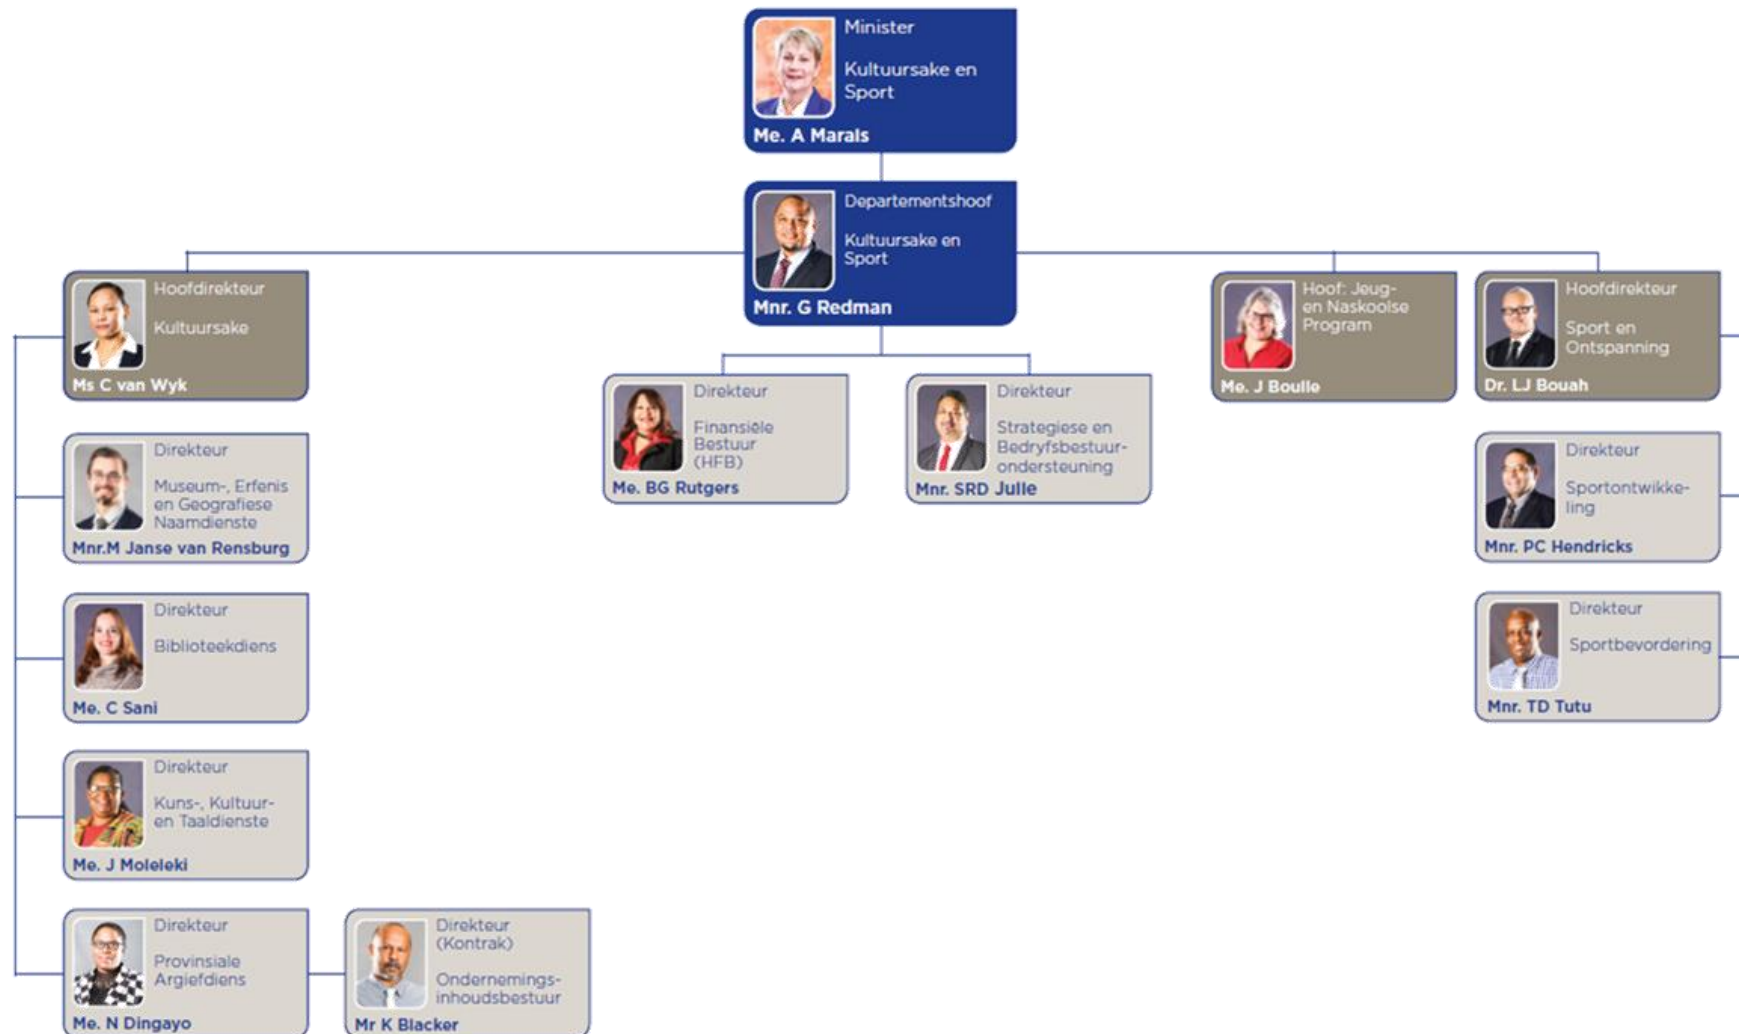 Minister
Kultuursake en
Sport
Me. A Marais
Departementshoof
Kultuursake en
Sport
Mnr. G Redman
Hoofdirekteur
Kultuursake
Ms C van Wyk
Direkteur
Museum-, Erfenis
en Geografiese
Naamdienste
Mnr.M Janse van Rensburg
Direkteur
Biblioteekdiens
Me. C Sani
Direkteur
Kuns-, Kultuur-
en Taaldienste
Me. J Moleleki
Direkteur
Provinsiale
Argiefdiens
Me. N Dingayo
Direkteur
(Kontrak)
Ondernemings-
inhoudsbestuur
Mr K Blacker
Direkteur
Finansiële
Bestuur
(HFB)
Me. BG Rutgers
Direkteur
Strategiese en
Bedryfsbestuur-
ondersteuning
Mnr. SRD Julie
Hoof: Jeug-
en Naskoolse
Program
Me. J Boulle
Hoofdirekteur
Sport en
Ontspanning
Dr. LJ Bouah
Direkteur
Sportontwikke-
ling
Mnr. PC Hendricks
Direkteur
Sportbevordering
Mnr. TD Tutu